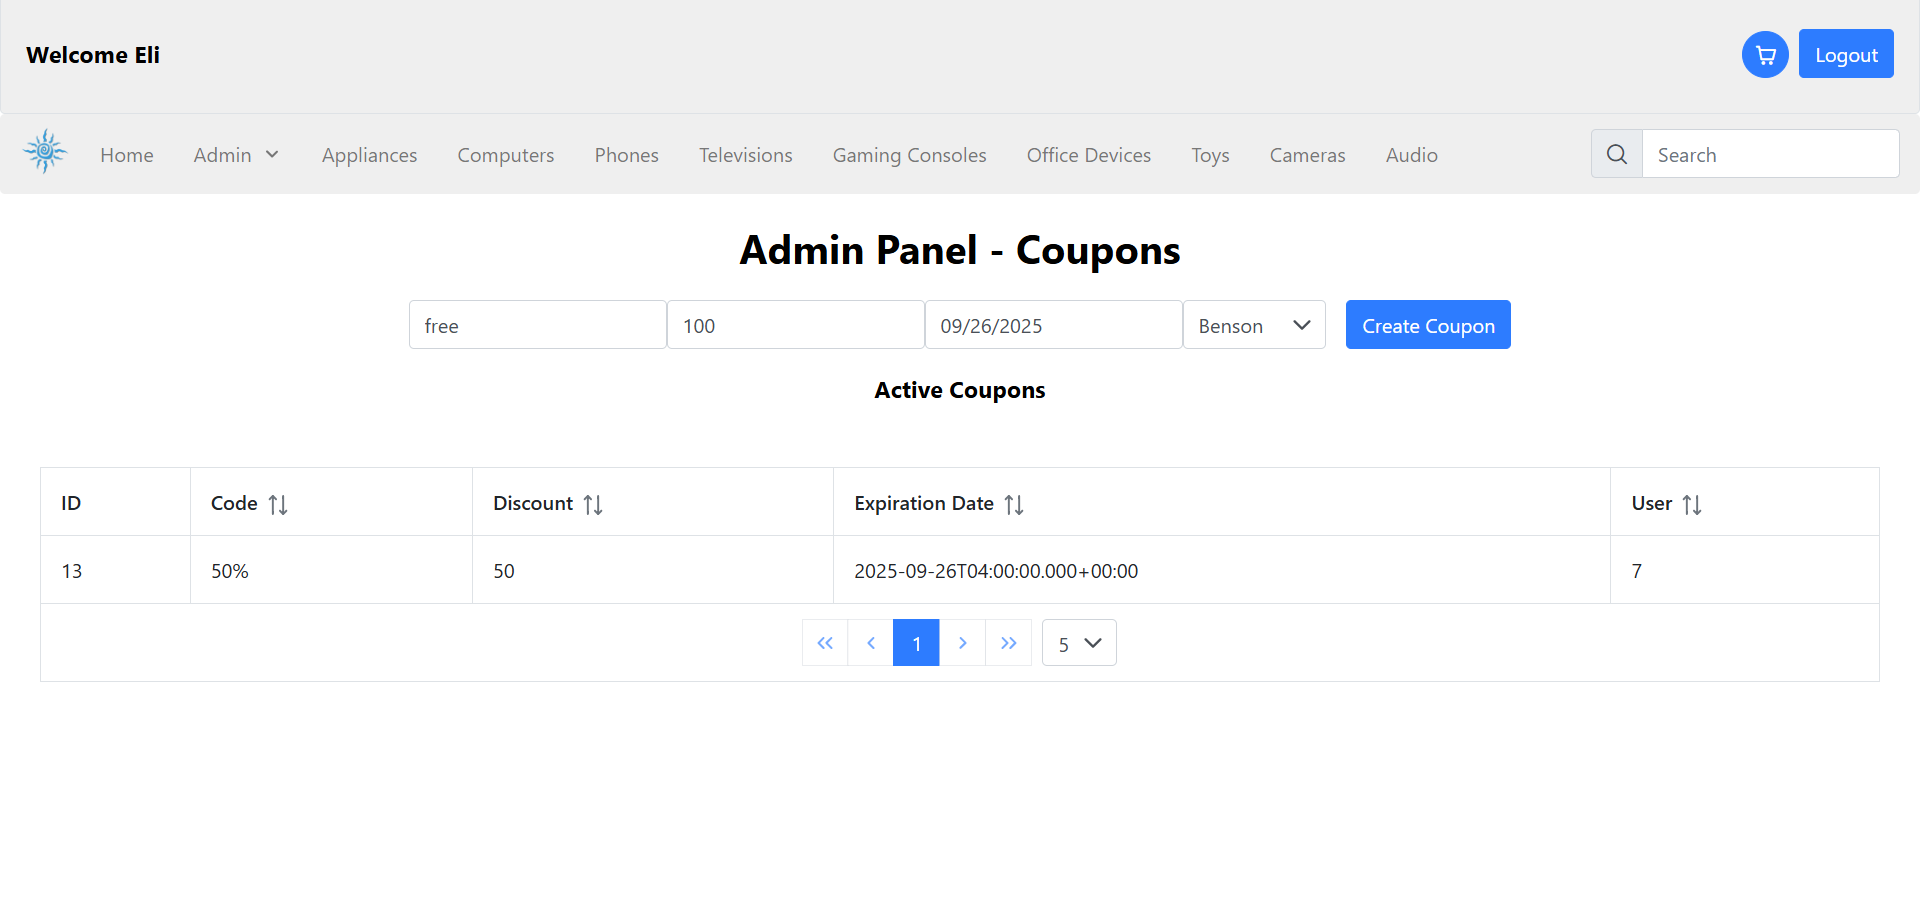 Welcome Eli
Logout
Home Admin Appliances Computers Phones Televisions Gaming Consoles Office Devices Toys Cameras Audio Search
Admin Panel - Coupons
free 100 09/26/2025 Benson Create Coupon
Active Coupons
ID Code Discount Expiration Date User
13 50% 50 2025-09-26T04:00:00.000+00:00 7
1 5